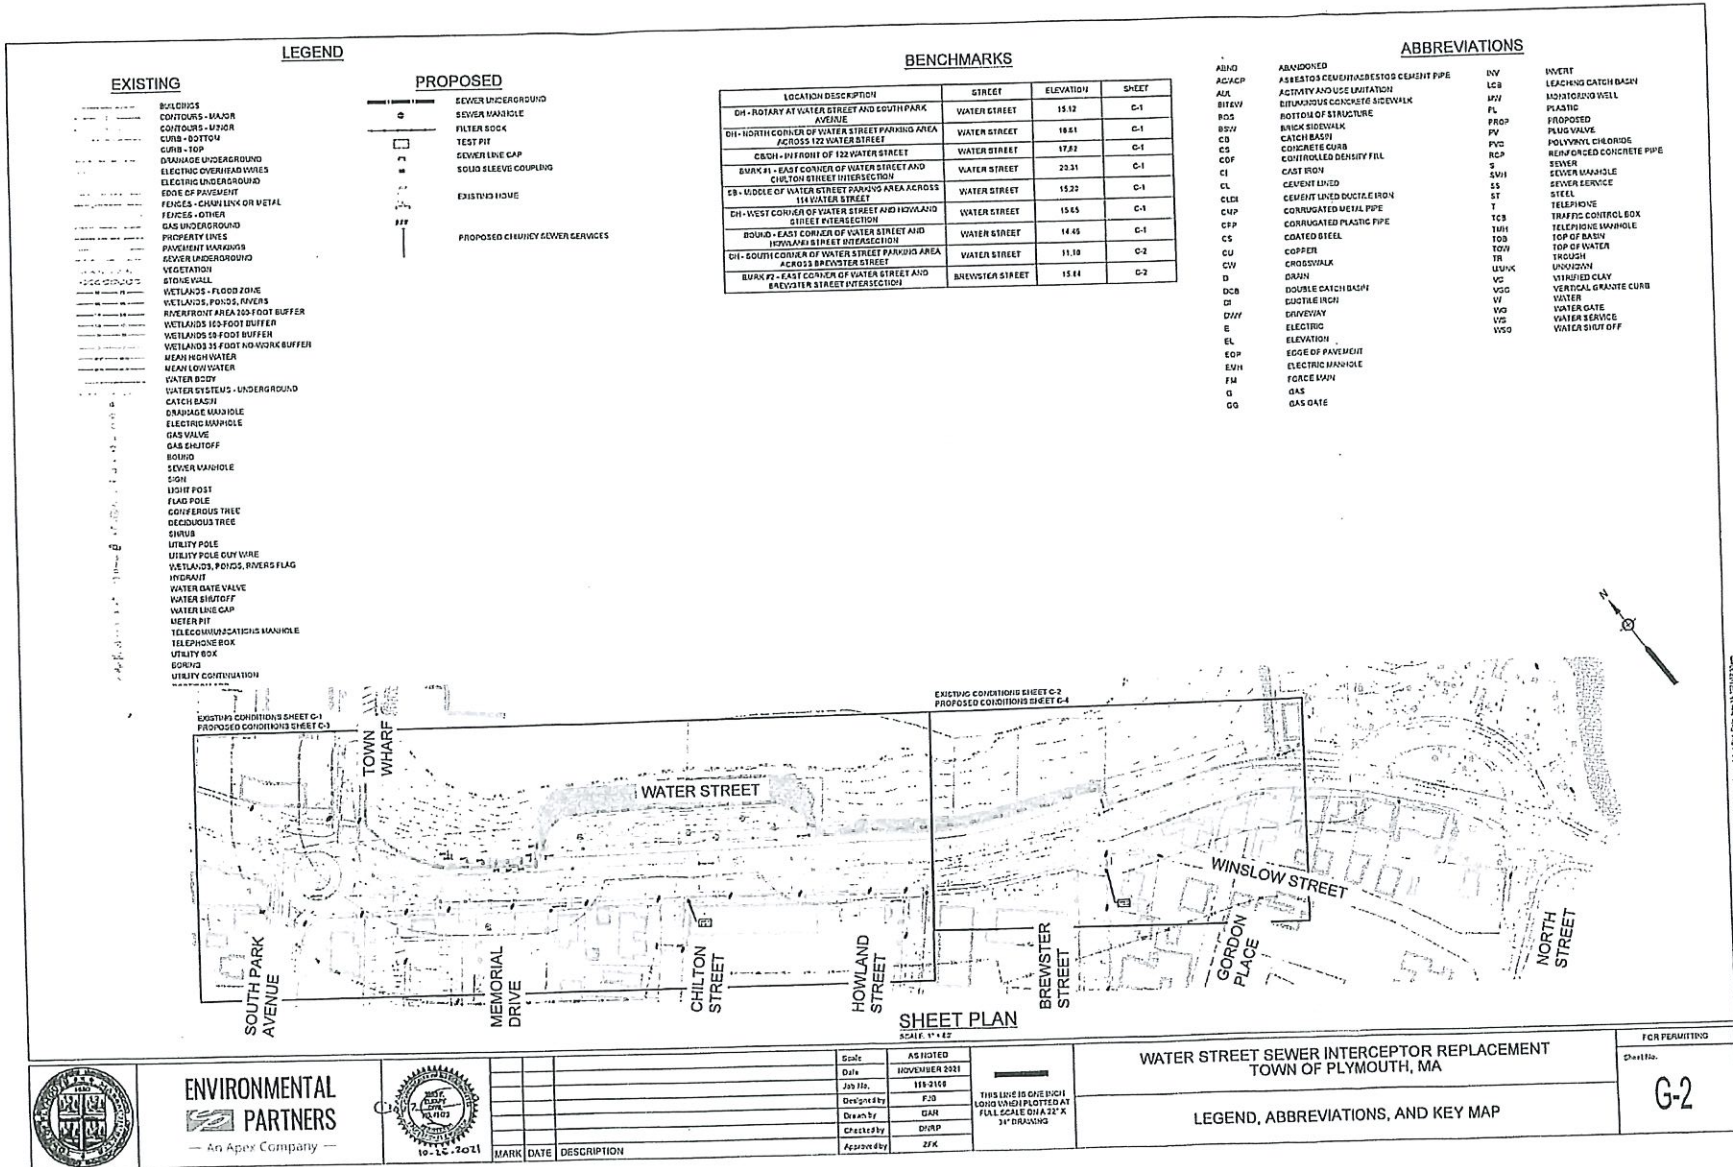 LEGEND
EXISTING
BUILDINGS
CONTOURS - MAJOR
CONTOURS - MINOR
CURB - BOTTOM
CURB - TOP
DRAINAGE UNDERGROUND
ELECTRIC OVERHEAD WIRES
ELECTRIC UNDERGROUND
EDGE OF PAVEMENT
FENCES - CHAIN LINK OR METAL
FENCES - OTHER
GAS UNDERGROUND
PROPERTY LINES
PAVEMENT MARKINGS
SEWER UNDERGROUND
VEGETATION
STONE WALL
WETLANDS - FLOOD ZONE
WETLANDS, PONDS, RIVERS
RIVERFRONT AREA 200-FOOT BUFFER
WETLANDS 100-FOOT BUFFER
WETLANDS 50-FOOT BUFFER
WETLANDS 35-FOOT NO-WORK BUFFER
MEAN HIGH WATER
MEAN LOW WATER
WATER BODY
WATER SYSTEMS - UNDERGROUND
CATCH BASIN
DRAINAGE MANHOLE
ELECTRIC MANHOLE
GAS VALVE
GAS SHUTOFF
BOUND
SEWER MANHOLE
SIGN
LIGHT POST
FLAG POLE
CONIFEROUS TREE
DECIDUOUS TREE
SHRUB
UTILITY POLE
UTILITY POLE GUY WIRE
WETLANDS, PONDS, RIVERS FLAG
HYDRANT
WATER GATE VALVE
WATER SHUTOFF
WATER LINE CAP
METER PIT
TELECOMMUNICATIONS MANHOLE
TELEPHONE BOX
UTILITY BOX
BORING
UTILITY CONTINUATION
PROPOSED
SEWER UNDERGROUND
SEWER MANHOLE
FILTER SOCK
TEST PIT
SEWER LINE CAP
SOLID SLEEVE COUPLING
EXISTING HOME
PROPOSED CHIMNEY SEWER SERVICES
BENCHMARKS
LOCATION DESCRIPTION STREET ELEVATION SHEET
DH - ROTARY AT WATER STREET AND SOUTH PARK AVENUE WATER STREET 15.12 C-1
DH - NORTH CORNER OF WATER STREET PARKING AREA ACROSS 122 WATER STREET WATER STREET C-1
CB/DH - IN FRONT OF 122 WATER STREET WATER STREET 17.82 C-1
BURK #1 - EAST CORNER OF WATER STREET AND CHILTON STREET INTERSECTION WATER STREET C-1
MIDDLE OF WATER STREET PARKING AREA ACROSS 114 WATER STREET WATER STREET C-1
DH - WEST CORNER OF WATER STREET AND HOWLAND STREET INTERSECTION WATER STREET C-1
BOUND - EAST CORNER OF WATER STREET AND HOWLAND STREET INTERSECTION WATER STREET C-1
DH - SOUTH CORNER OF WATER STREET PARKING AREA ACROSS BREWSTER STREET WATER STREET 11.10 C-2
BURK #2 - EAST CORNER OF WATER STREET AND BREWSTER STREET INTERSECTION BREWSTER STREET C-2
ABBREVIATIONS
ABND ABANDONED
AC/ACP ASBESTOS CEMENT/ASBESTOS CEMENT PIPE
AUL ACTIVITY AND USE LIMITATION
BITSW BITUMINOUS CONCRETE SIDEWALK
BOS BOTTOM OF STRUCTURE
BSW BRICK SIDEWALK
CB CATCH BASIN
CC CONCRETE CURB
CDF CONTROLLED DENSITY FILL
CI CAST IRON
CL CEMENT LINED
CLDI CEMENT LINED DUCTILE IRON
CMP CORRUGATED METAL PIPE
CPP CORRUGATED PLASTIC PIPE
CS COATED STEEL
CU COPPER
CW CROSSWALK
D DRAIN
DCB DOUBLE CATCH BASIN
DI DUCTILE IRON
DWY DRIVEWAY
E ELECTRIC
EL ELEVATION
EOP EDGE OF PAVEMENT
EMH ELECTRIC MANHOLE
FM FORCE MAIN
G GAS
GG GAS GATE
INV INVERT
LCB LEACHING CATCH BASIN
MW MONITORING WELL
PL PLASTIC
PROP PROPOSED
PV PLUG VALVE
PVC POLYVINYL CHLORIDE
RCP REINFORCED CONCRETE PIPE
S SEWER
SMH SEWER MANHOLE
SS SEWER SERVICE
ST STEEL
T TELEPHONE
TCB TRAFFIC CONTROL BOX
TMH TELEPHONE MANHOLE
TOB TOP OF BASIN
TOW TOP OF WATER
TR TROUGH
UNK UNKNOWN
VC VITRIFIED CLAY
VGC VERTICAL GRANITE CURB
W WATER
WG WATER GATE
WS WATER SERVICE
WSO WATER SHUT OFF
N
EXISTING CONDITIONS SHEET C-1
PROPOSED CONDITIONS SHEET C-3
EXISTING CONDITIONS SHEET C-2
PROPOSED CONDITIONS SHEET C-4
TOWN
WHARF
WATER STREET
WINSLOW STREET
SOUTH PARK
AVENUE
MEMORIAL
DRIVE
CHILTON
STREET
HOWLAND
STREET
BREWSTER
STREET
GORDON
PLACE
NORTH
STREET
SHEET PLAN
ENVIRONMENTAL
PARTNERS
— An Apex Company —
10-26-2021
MARK DATE DESCRIPTION
Scale AS NOTED
Date NOVEMBER 2021
Job No.
Designed by
Drawn by
Checked by
Approved by ZFK
THIS LINE IS ONE INCH
LONG WHEN PLOTTED AT
FULL SCALE ON A 22" X
34" DRAWING
WATER STREET SEWER INTERCEPTOR REPLACEMENT
TOWN OF PLYMOUTH, MA
LEGEND, ABBREVIATIONS, AND KEY MAP
FOR PERMITTING
Sheet No.
G-2